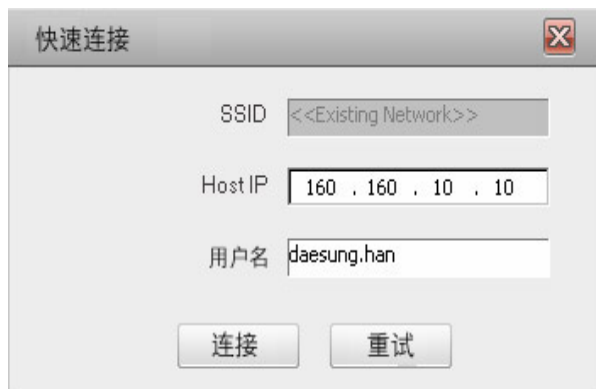 快速连接
SSID <<Existing Network>>
Host IP 160 . 160 . 10 . 10
用户名 daesung.han
连接 重试